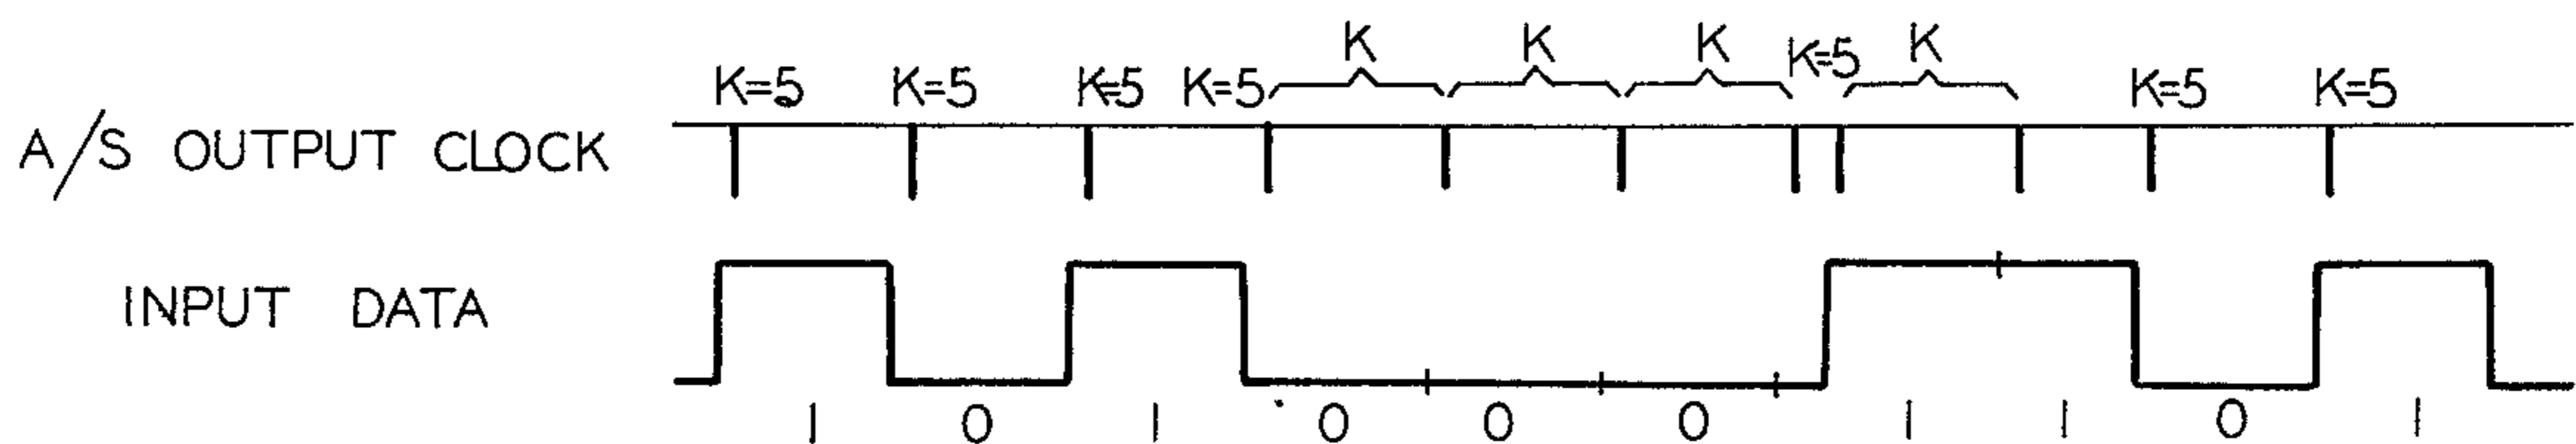 K K K K=5 K
K=5 K=5 K=5 K=5 K=5 K=5
A/S OUTPUT CLOCK
INPUT DATA
1 0 1 0 0 0 1 1 0 1